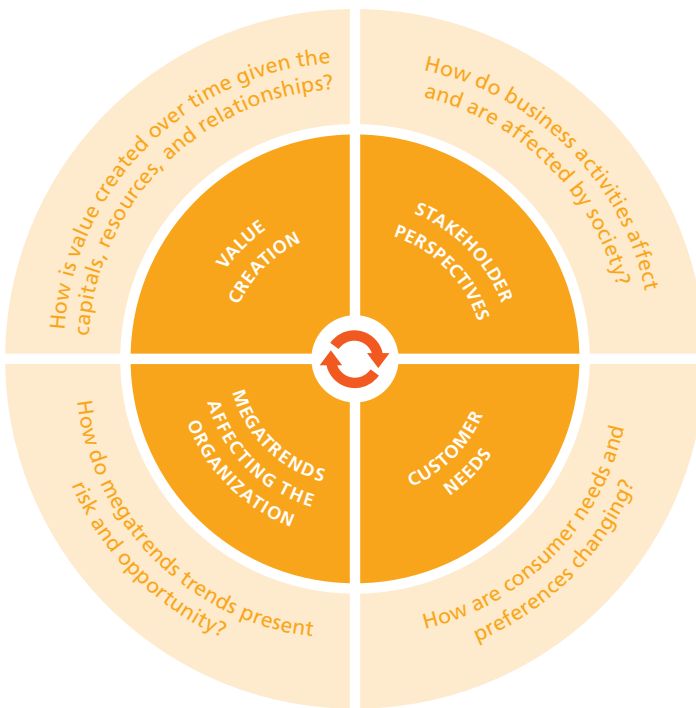 How is value created over time given the
capitals, resources, and relationships?
VALUE
CREATION
How do business activities affect
and are affected by society?
STAKEHOLDER
PERSPECTIVES
MEGATRENDS
AFFECTING THE
ORGANIZATION
How do megatrends trends present
risk and opportunity?
CUSTOMER
NEEDS
How are consumer needs and
preferences changing?